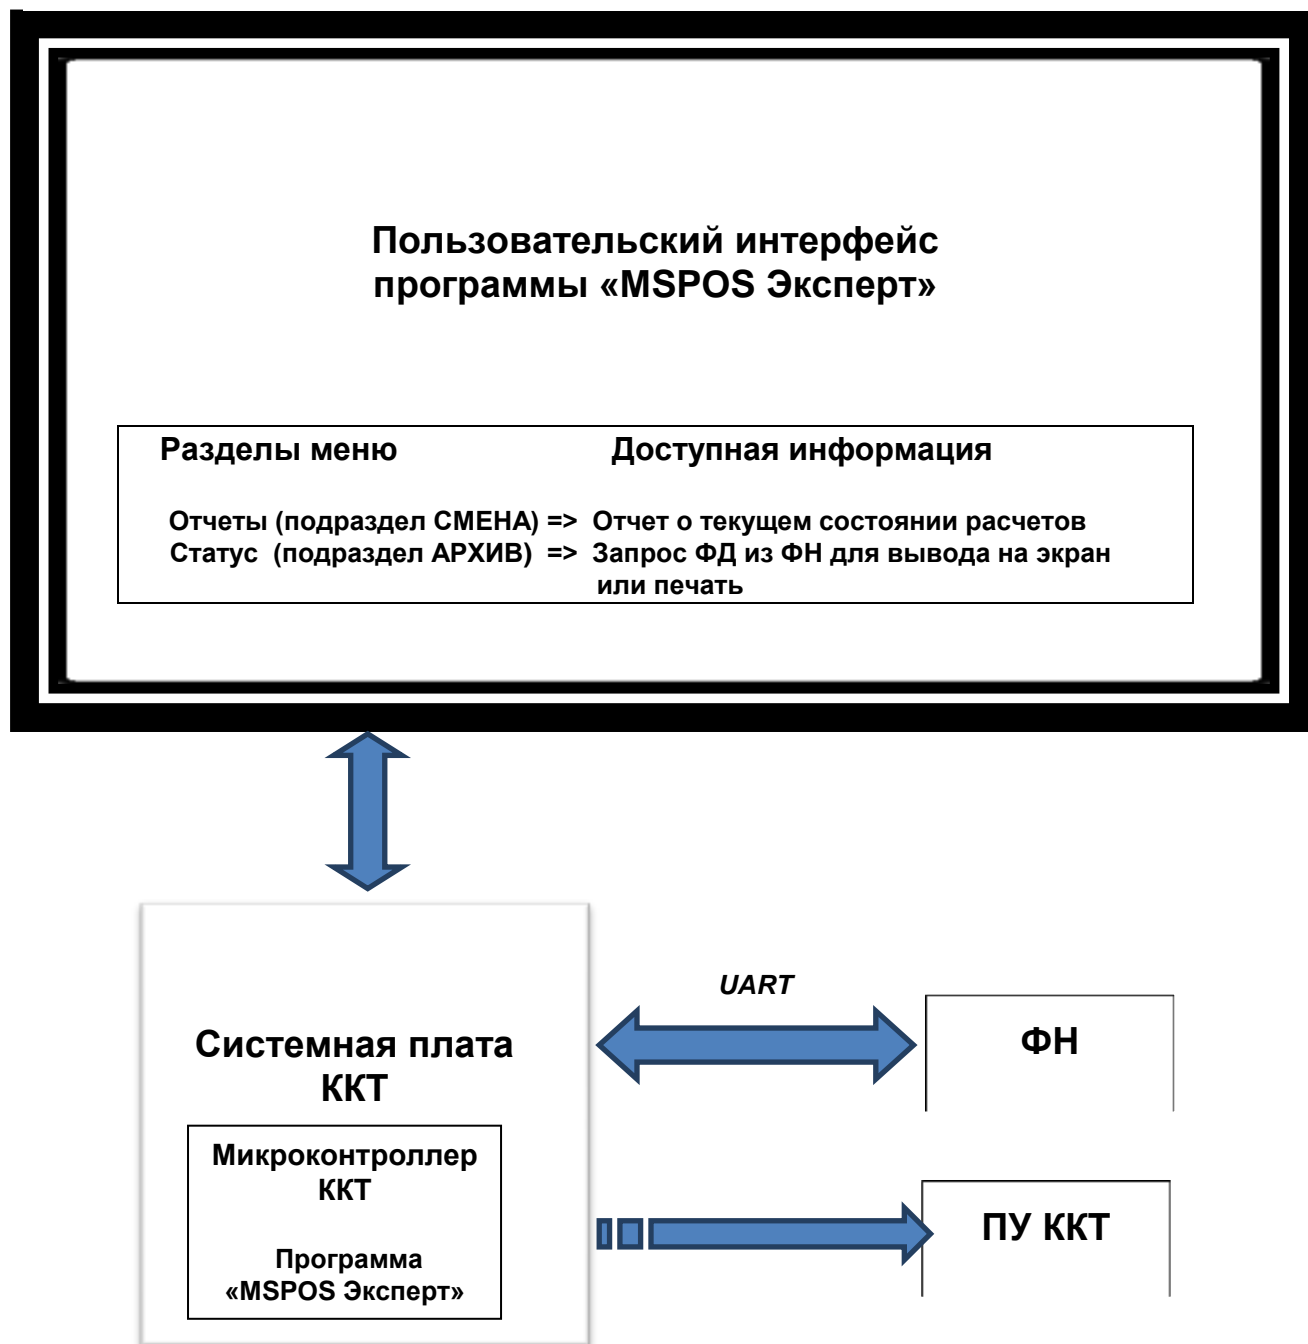 Пользовательский интерфейс
программы «MSPOS Эксперт»
Разделы меню Доступная информация
Отчеты (подраздел СМЕНА) => Отчет о текущем состоянии расчетов
Статус (подраздел АРХИВ) => Запрос ФД из ФН для вывода на экран
или печать
UART
Системная плата
ККТ
ФН
Микроконтроллер
ККТ
Программа
«MSPOS Эксперт»
ПУ ККТ